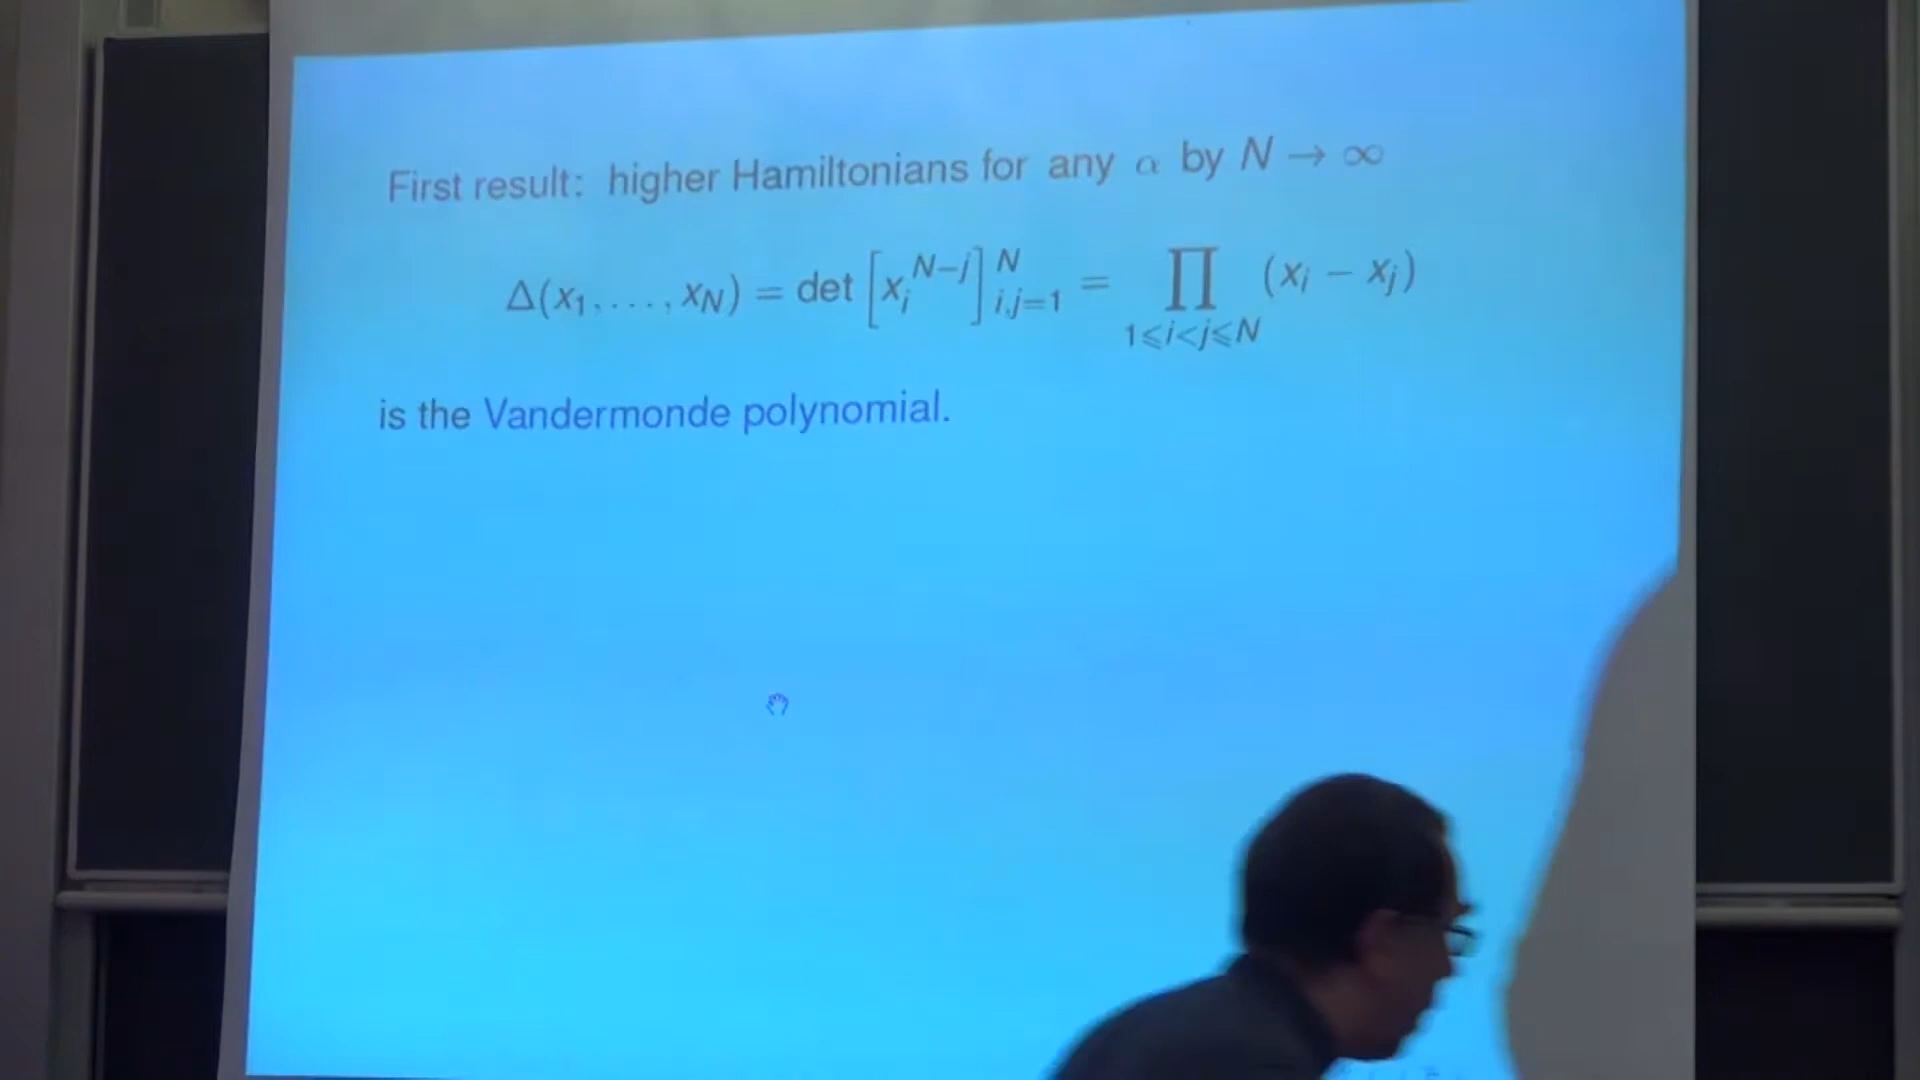 First result: higher Hamiltonians for any α by N → ∞
Δ(x₁, . . . , x_N) = det [x_i^{N−j}]_{i,j=1}^{N} = ∏_{1⩽i<j⩽N} (x_i − x_j)
is the Vandermonde polynomial.